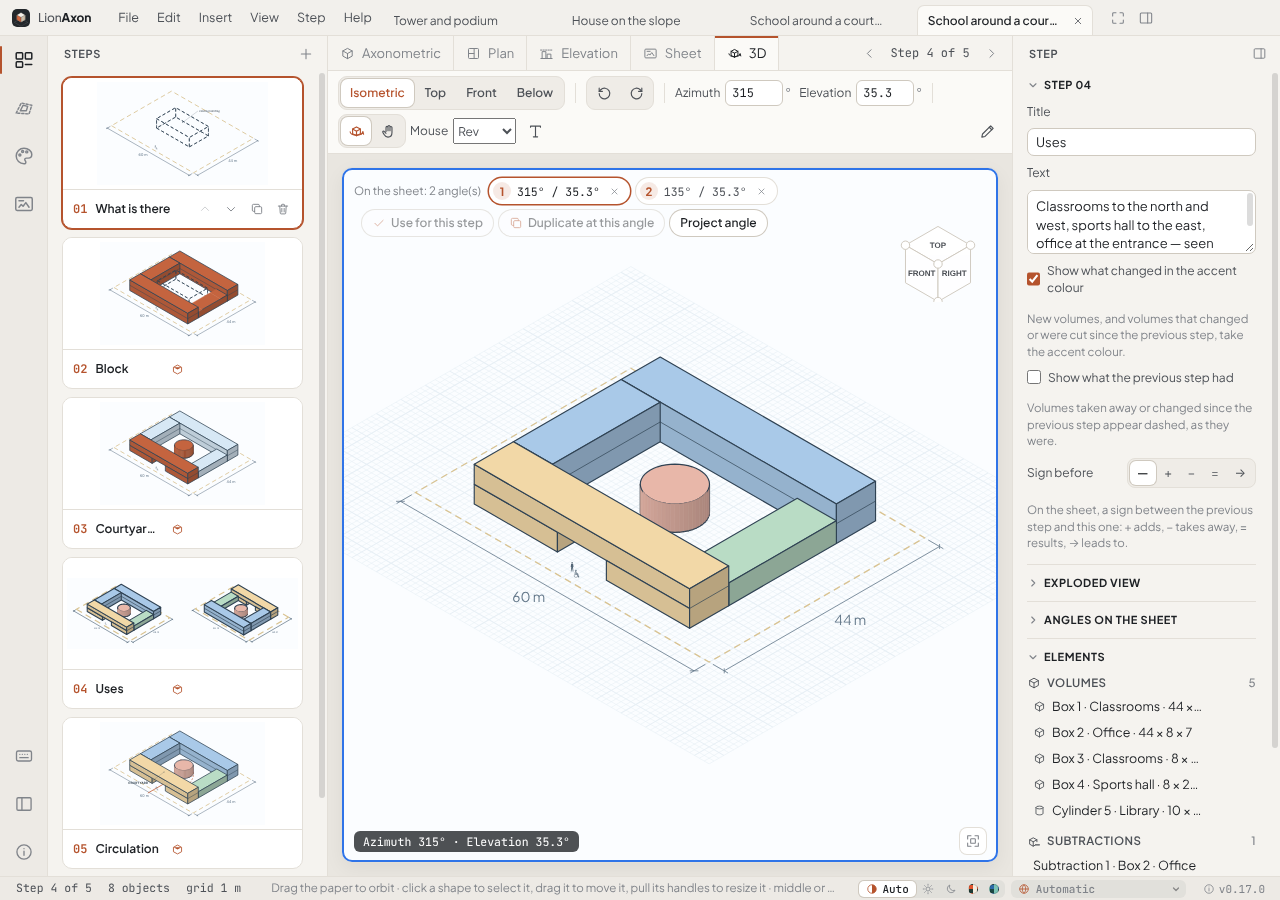 LionAxon File Edit Insert View Step Help Tower and podium House on the slope School around a court... School around a cour...
STEPS
Axonometric Plan Elevation Sheet 3D Step 4 of 5
STEP
Isometric Top Front Below Azimuth 315 ° Elevation 35.3 °
Mouse Rev
On the sheet: 2 angle(s) 1 315° / 35.3° 2 135° / 35.3°
Use for this step Duplicate at this angle Project angle
TOP
FRONT RIGHT
60 m
44 m
Azimuth 315° · Elevation 35.3°
01 What is there
02 Block
03 Courtyar...
04 Uses
05 Circulation
STEP 04
Title
Uses
Text
Classrooms to the north and
west, sports hall to the east,
office at the entrance — seen
Show what changed in the accent
colour
New volumes, and volumes that changed
or were cut since the previous step, take
the accent colour.
Show what the previous step had
Volumes taken away or changed since the
previous step appear dashed, as they
were.
Sign before — + − = →
On the sheet, a sign between the previous
step and this one: + adds, − takes away, =
results, → leads to.
EXPLODED VIEW
ANGLES ON THE SHEET
ELEMENTS
VOLUMES 5
Box 1 · Classrooms · 44 ×...
Box 2 · Office · 44 × 8 × 7
Box 3 · Classrooms · 8 × ...
Box 4 · Sports hall · 8 × 2...
Cylinder 5 · Library · 10 × ...
SUBTRACTIONS 1
Subtraction 1 · Box 2 · Office
Step 4 of 5 8 objects grid 1 m Drag the paper to orbit · click a shape to select it, drag it to move it, pull its handles to resize it · middle or ... Auto Automatic v0.17.0